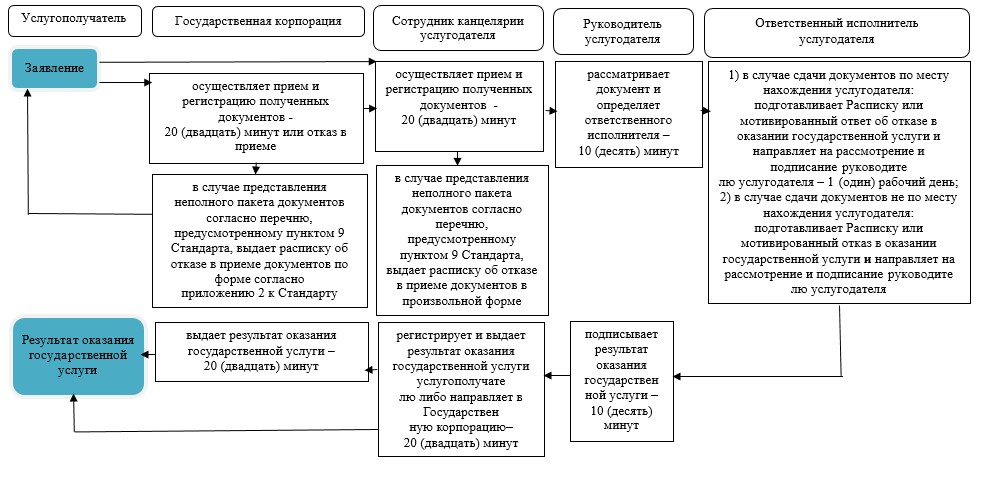 Услугополучатель
Государственная корпорация
Сотрудник канцелярии
услугодателя
Руководитель
услугодателя
Ответственный исполнитель
услугодателя
Заявление
осуществляет прием и
регистрацию полученных
документов -
20 (двадцать) минут или отказ в
приеме
осуществляет прием и
регистрацию полученных
документов -
20 (двадцать) минут
рассматривает
документ и
определяет
ответственного
исполнителя –
10 (десять) минут
1) в случае сдачи документов по месту
нахождения услугодателя:
подготавливает Расписку или
мотивированный ответ об отказе в
оказании государственной услуги и
направляет на рассмотрение и
подписание руководите
лю услугодателя – 1 (один) рабочий день;
2) в случае сдачи документов не по месту
нахождения услугодателя:
подготавливает Расписку или
мотивированный отказ в оказании
государственной услуги и направляет на
рассмотрение и подписание руководите
лю услугодателя
в случае представления
неполного пакета документов
согласно перечню,
предусмотренному пунктом 9
Стандарта, выдает расписку об
отказе в приеме документов по
форме согласно
приложению 2 к Стандарту
в случае представления
неполного пакета
документов согласно
перечню,
предусмотренному
пунктом 9 Стандарта,
выдает расписку об отказе
в приеме документов в
произвольной форме
Результат оказания
государственной
услуги
выдает результат оказания
государственной услуги –
20 (двадцать) минут
регистрирует и выдает
результат оказания
государственной услуги
услугополучате
лю либо направляет в
Государствен
ную корпорацию–
20 (двадцать) минут
подписывает
результат
оказания
государствен
ной услуги –
10 (десять)
минут